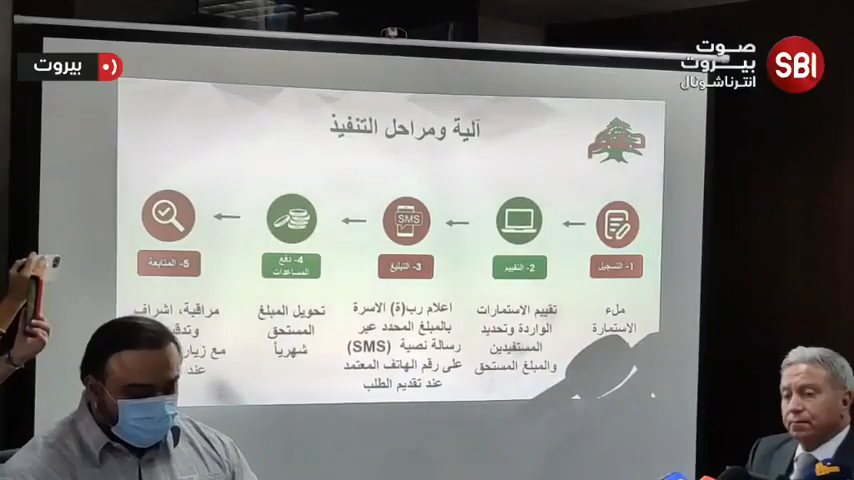 بيروت
صوت
بيروت
انترناشونال
SBI
آلية ومراحل التنفيذ
1- التسجيل
2- التقييم
SMS
3- التبليغ
4- دفع
المساعدات
5- المتابعة
ملء
الاستمارة
تقييم الاستمارات
الواردة وتحديد
المستفيدين
والمبلغ المستحق
اعلام رب(ة) الاسرة
بالمبلغ المحدد عبر
رسالة نصية (SMS)
على رقم الهاتف المعتمد
عند تقديم الطلب
تحويل المبلغ
المستحق
شهرياً
مراقبة، اشراف
مع
عند